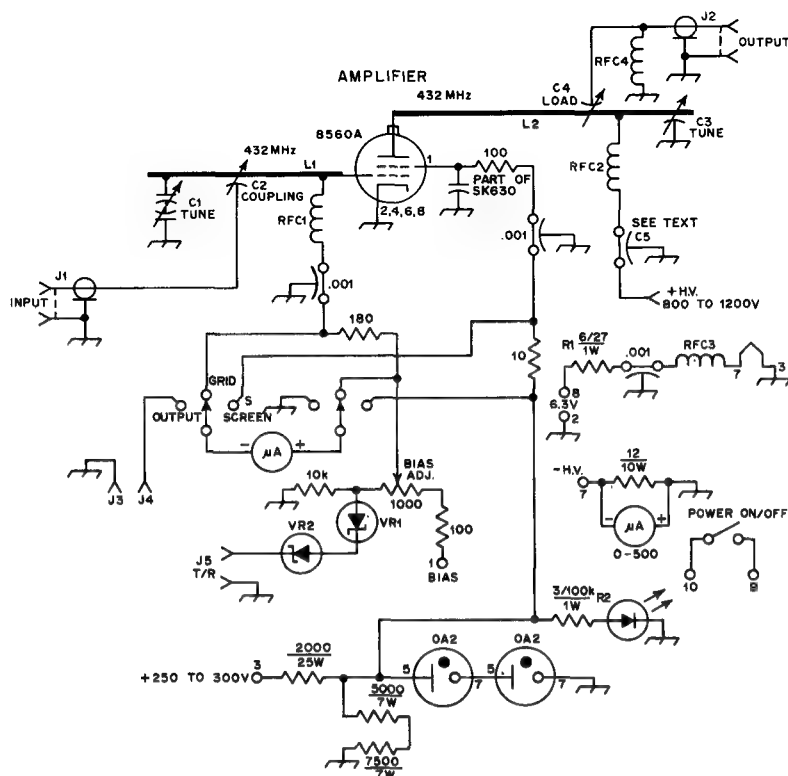 J2
OUTPUT
RFC4
AMPLIFIER
432 MHz
C4
LOAD
L2
C3
TUNE
8560A
1
100
PART OF
SK630
2,4,6,8
432MHz
L1
C1
TUNE
C2
COUPLING
RFC1
RFC2
.001
.001
SEE TEXT
C5
+H.V.
800 TO 1200V
J1
INPUT
180
10
GRID
OUTPUT
S
SCREEN
- μA +
R1
6/27
1W
.001
RFC3
7
3
8
6.3V
2
J3
J4
10k
BIAS
ADJ.
1000
VR2
VR1
100
J5
T/R
1
BIAS
-H.V.
7
12
10W
- μA +
0-500
POWER ON/OFF
10
9
3/100k
1W
R2
+250 TO 300V
3
2000
25W
5000
7W
7500
7W
OA2
5
7
OA2
5
7